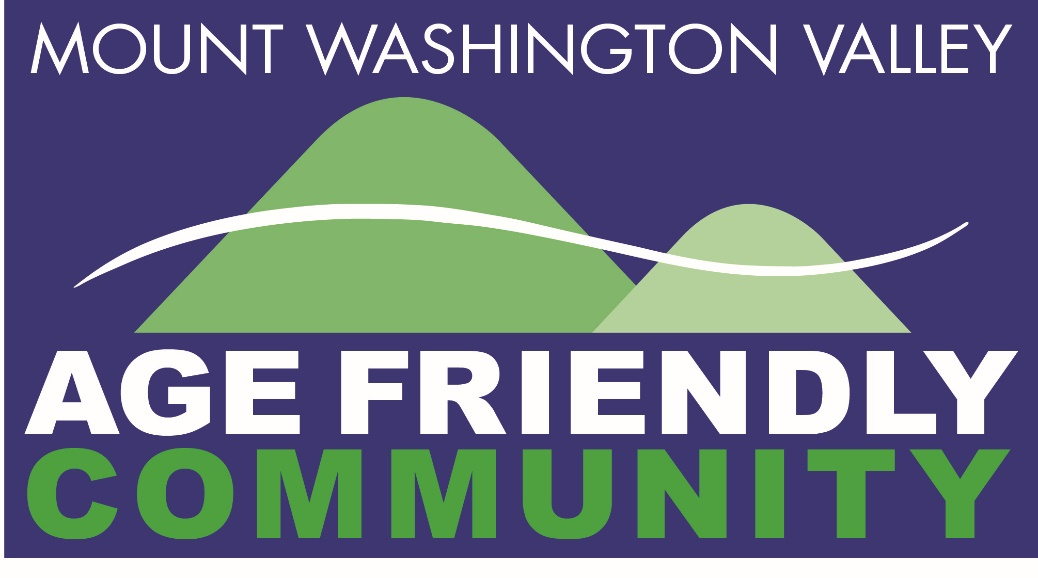 MOUNT WASHINGTON VALLEY
AGE FRIENDLY
COMMUNITY